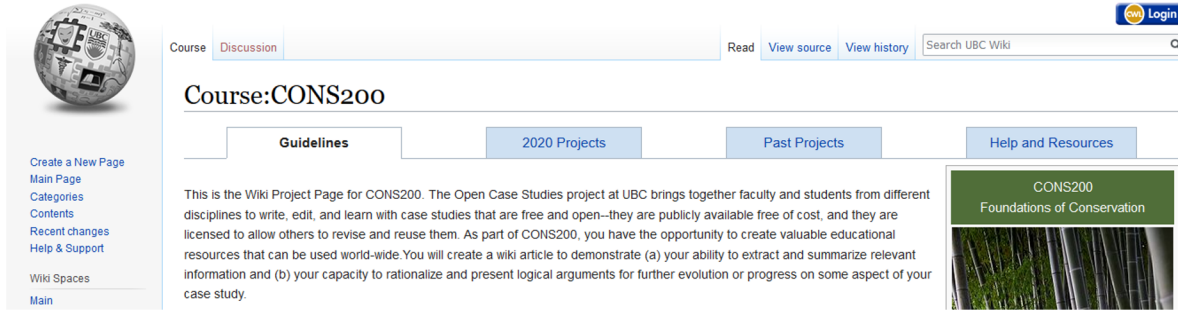 CWL Login
UBC
Course Discussion Read View source View history Search UBC Wiki
Course:CONS200
Guidelines 2020 Projects Past Projects Help and Resources
Create a New Page
Main Page
Categories
Contents
Recent changes
Help & Support
Wiki Spaces
Main
This is the Wiki Project Page for CONS200. The Open Case Studies project at UBC brings together faculty and students from different
disciplines to write, edit, and learn with case studies that are free and open--they are publicly available free of cost, and they are
licensed to allow others to revise and reuse them. As part of CONS200, you have the opportunity to create valuable educational
resources that can be used world-wide.You will create a wiki article to demonstrate (a) your ability to extract and summarize relevant
information and (b) your capacity to rationalize and present logical arguments for further evolution or progress on some aspect of your
case study.
CONS200
Foundations of Conservation